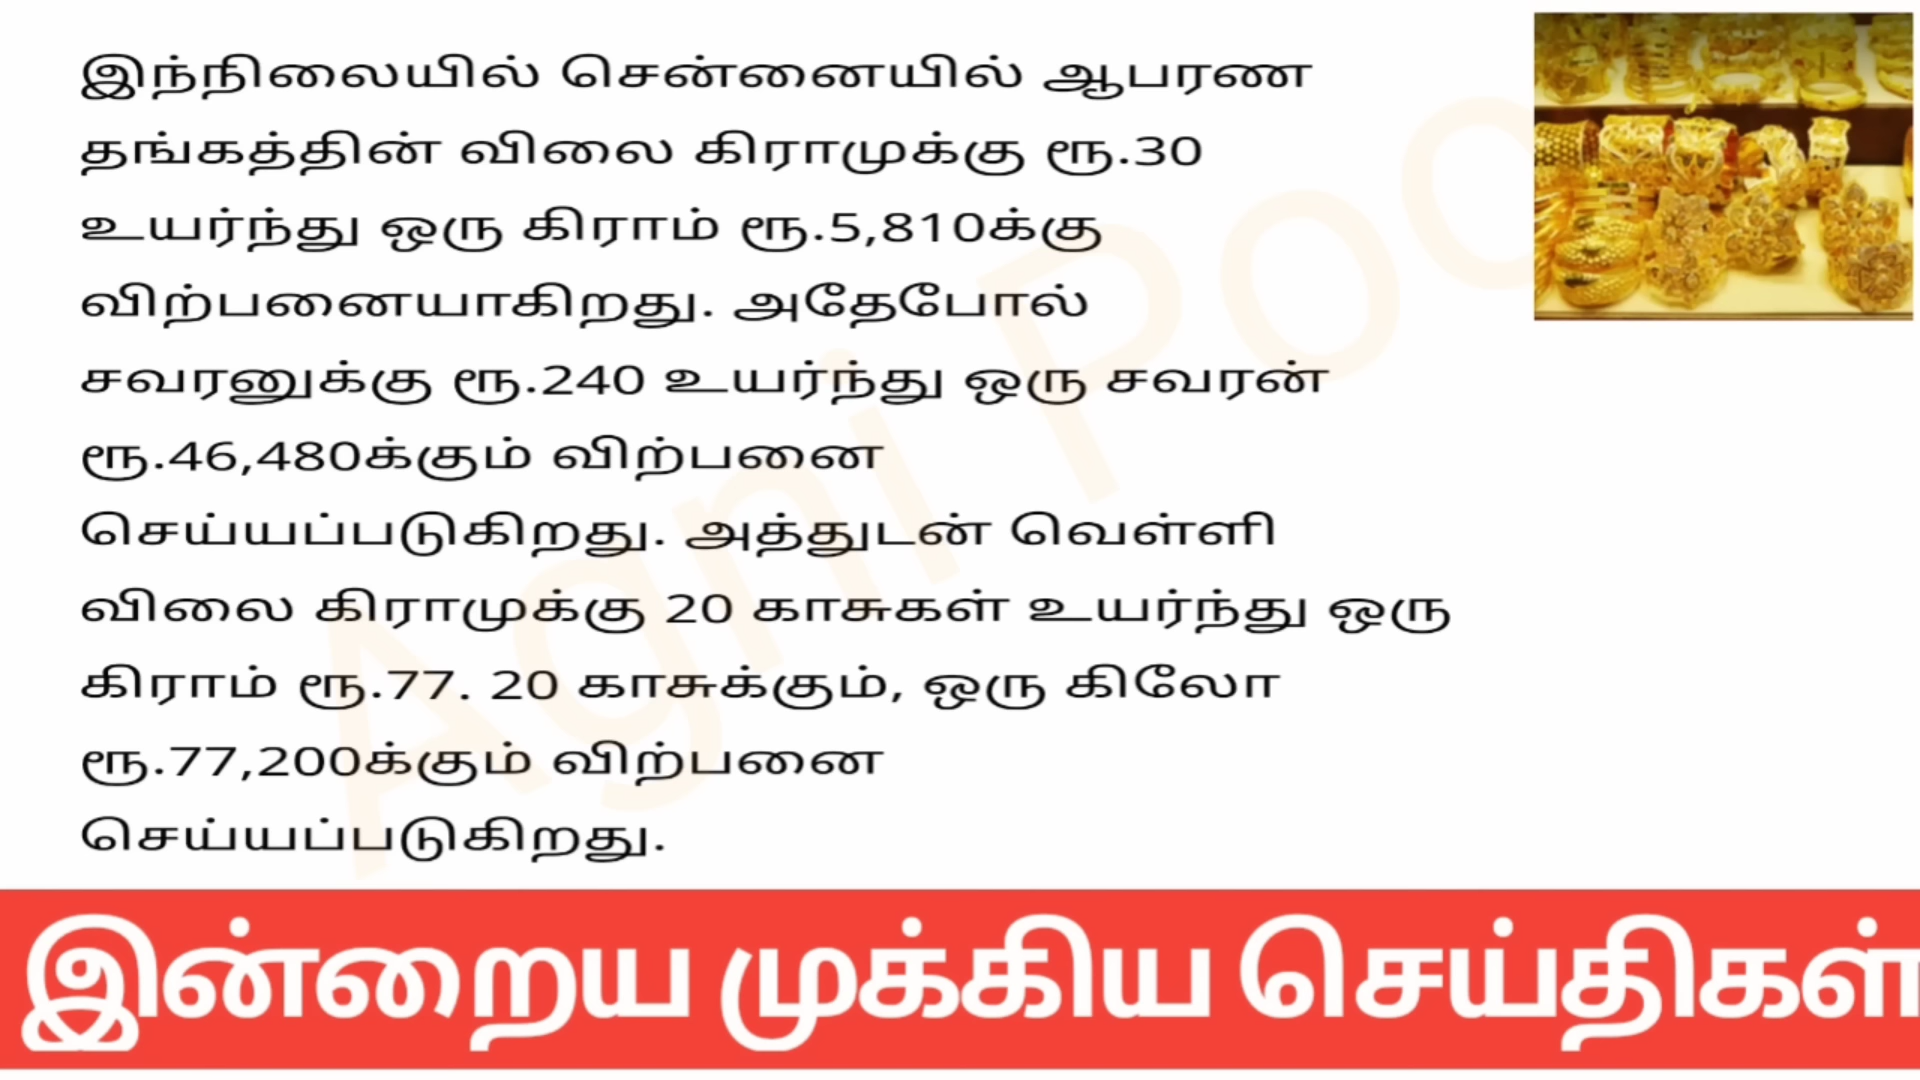 இந்நிலையில் சென்னையில் ஆபரண
தங்கத்தின் விலை கிராமுக்கு ரூ.30
உயர்ந்து ஒரு கிராம் ரூ.5,810க்கு
விற்பனையாகிறது. அதேபோல்
சவரனுக்கு ரூ.240 உயர்ந்து ஒரு சவரன்
ரூ.46,480க்கும் விற்பனை
செய்யப்படுகிறது. அத்துடன் வெள்ளி
விலை கிராமுக்கு 20 காசுகள் உயர்ந்து ஒரு
கிராம் ரூ.77. 20 காசுக்கும், ஒரு கிலோ
ரூ.77,200க்கும் விற்பனை
செய்யப்படுகிறது.
Agni Poo
இன்றைய முக்கிய செய்திகள்